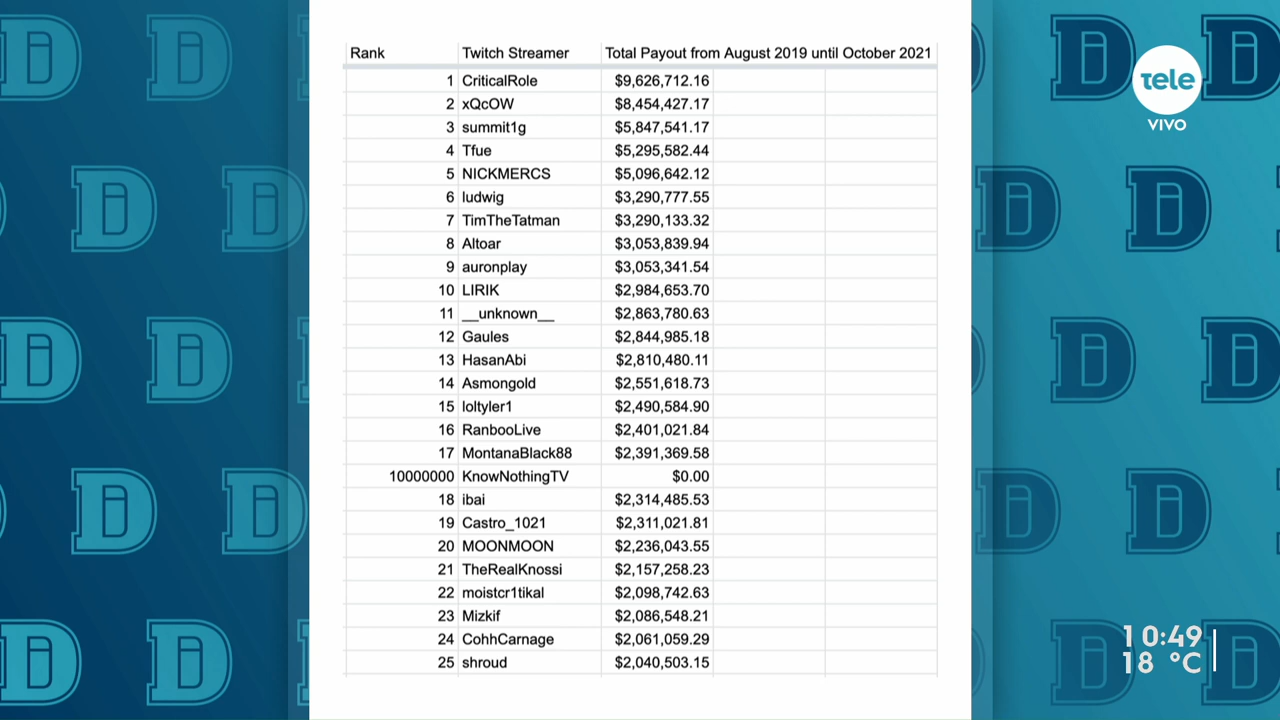 Rank Twitch Streamer Total Payout from August 2019 until October 2021
1 CriticalRole $9,626,712.16
2 xQcOW $8,454,427.17
3 summit1g $5,847,541.17
4 Tfue $5,295,582.44
5 NICKMERCS $5,096,642.12
6 ludwig $3,290,777.55
7 TimTheTatman $3,290,133.32
8 Altoar $3,053,839.94
9 auronplay $3,053,341.54
10 LIRIK $2,984,653.70
11 __unknown__ $2,863,780.63
12 Gaules $2,844,985.18
13 HasanAbi $2,810,480.11
14 Asmongold $2,551,618.73
15 loltyler1 $2,490,584.90
16 RanbooLive $2,401,021.84
17 MontanaBlack88 $2,391,369.58
10000000 KnowNothingTV $0.00
18 ibai $2,314,485.53
19 Castro_1021 $2,311,021.81
20 MOONMOON $2,236,043.55
21 TheRealKnossi $2,157,258.23
22 moistcr1tikal $2,098,742.63
23 Mizkif $2,086,548.21
24 CohhCarnage $2,061,059.29
25 shroud $2,040,503.15
tele
VIVO
10:49
18 °C